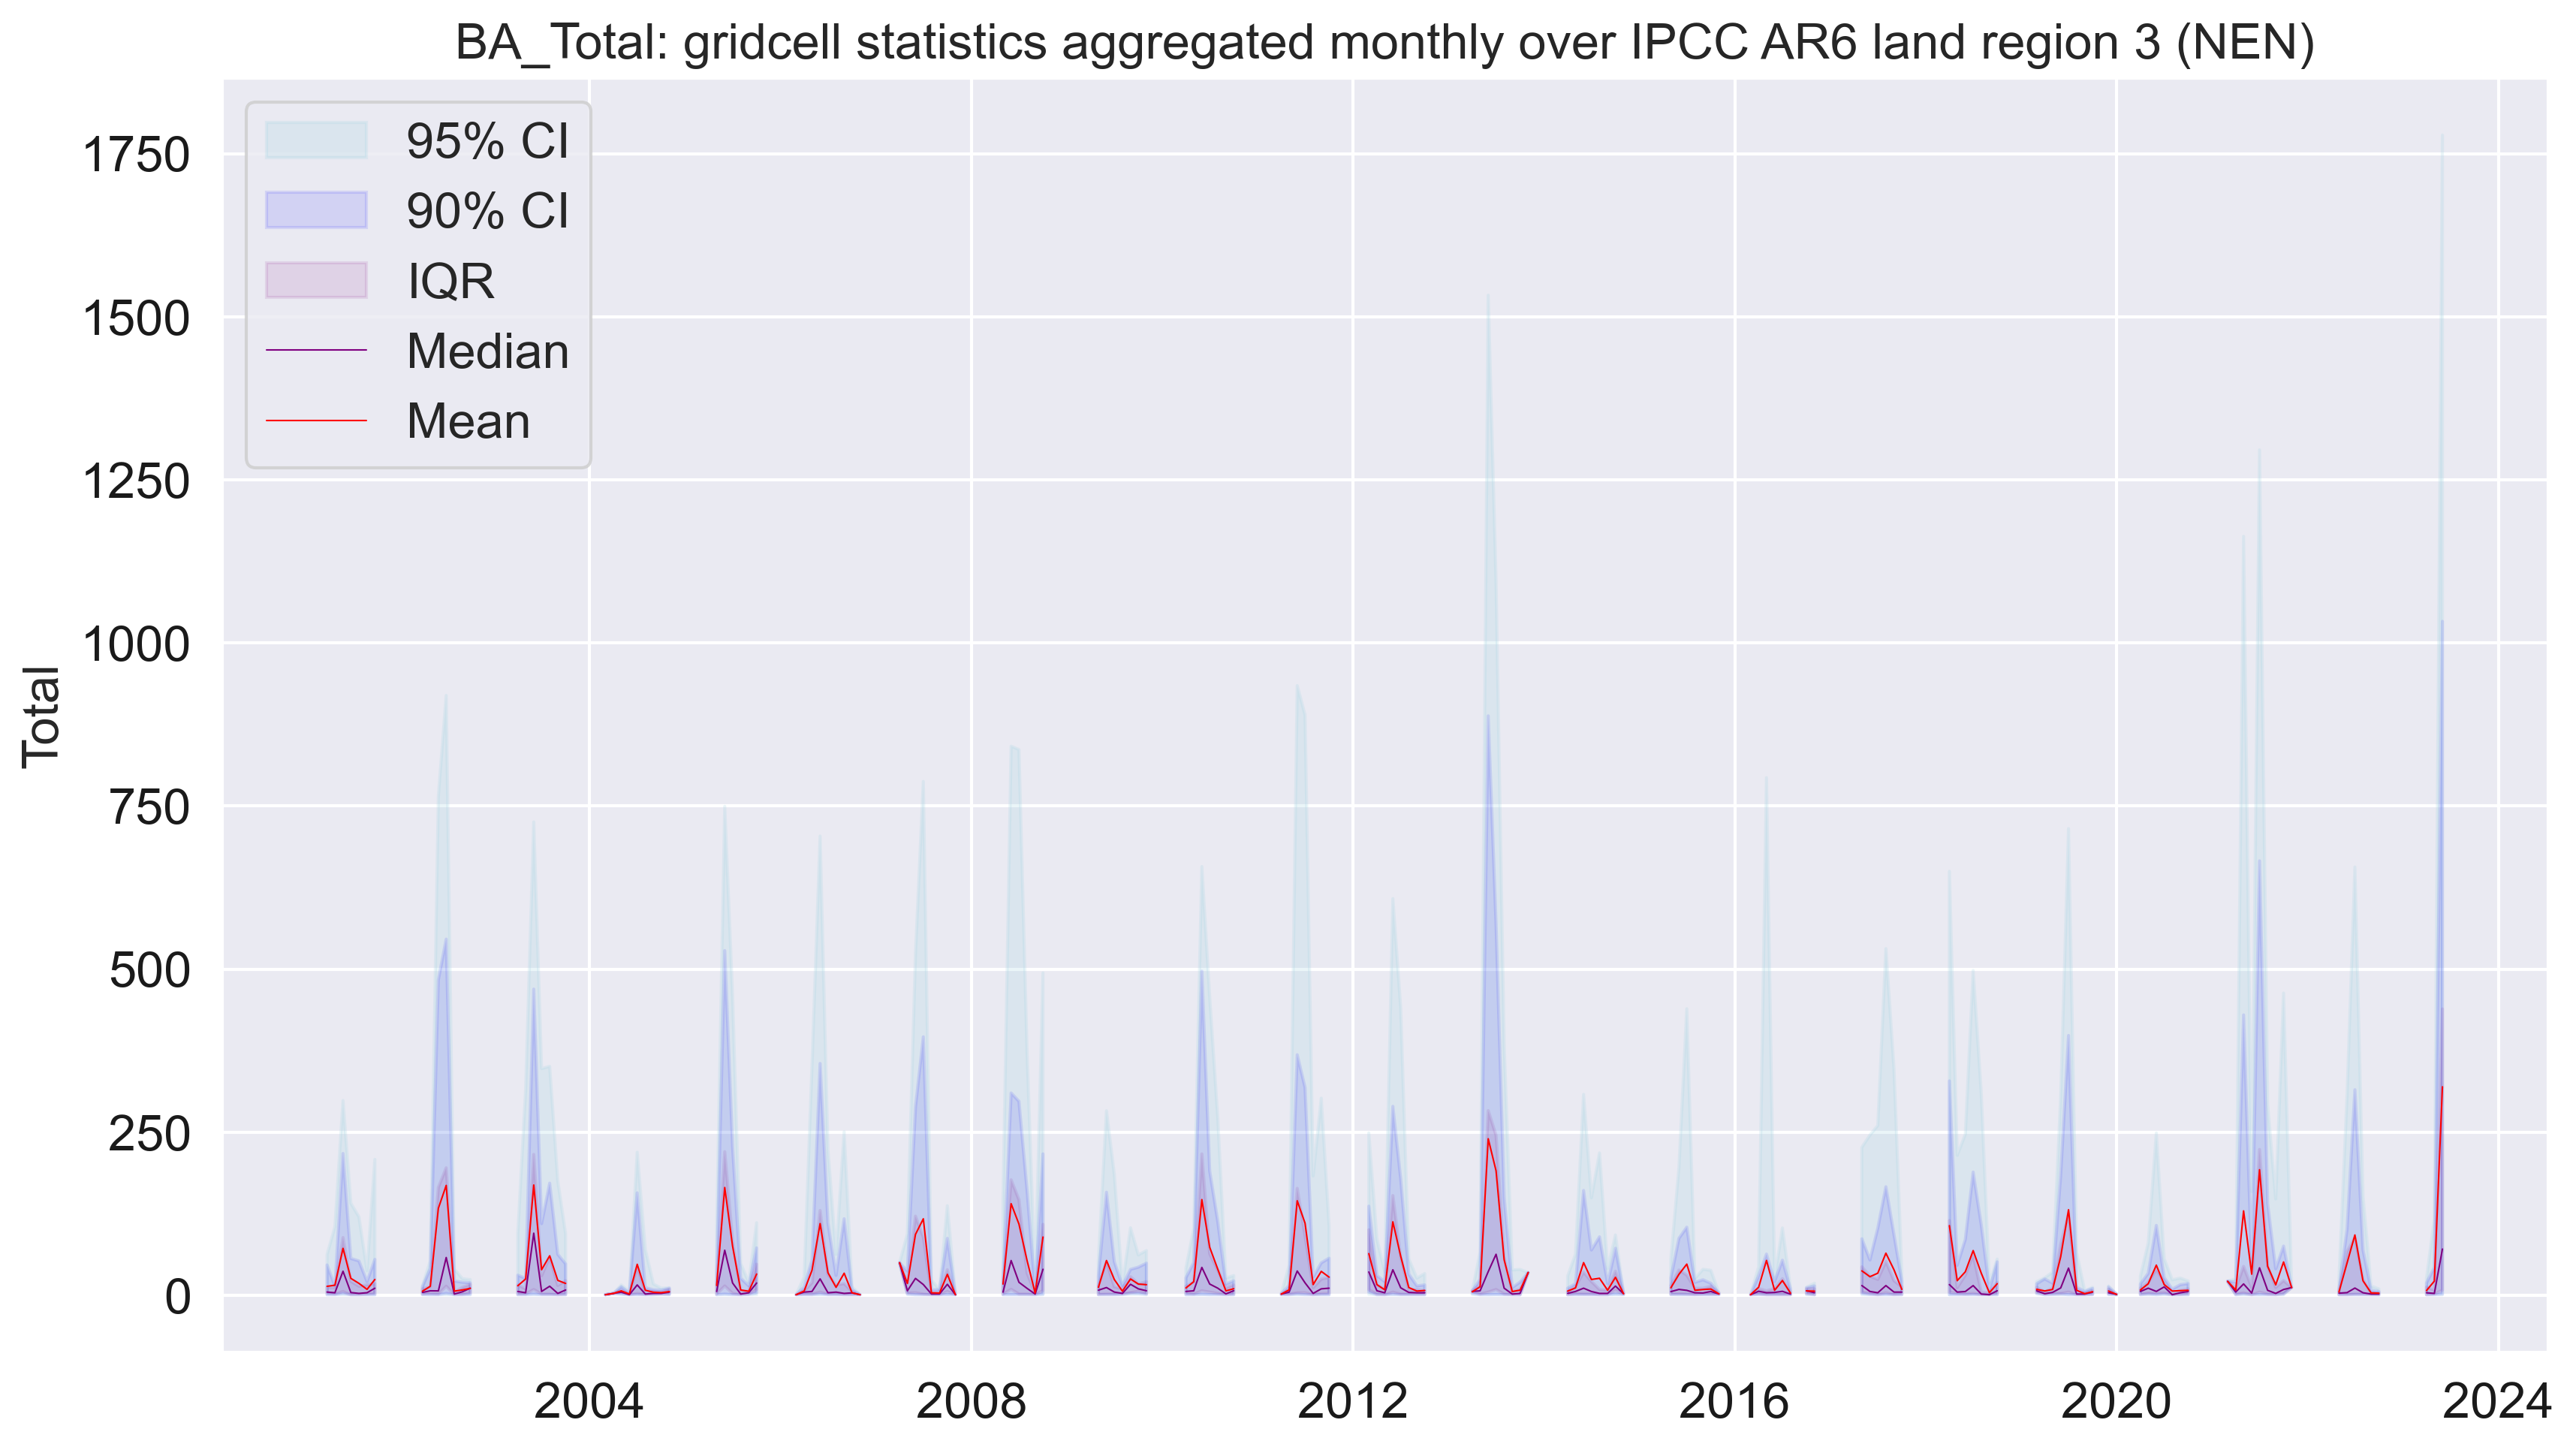 BA_Total: gridcell statistics aggregated monthly over IPCC AR6 land region 3 (NEN)
95% CI
90% CI
IQR
Median
Mean
Total
1750
1500
1250
1000
750
500
250
0
2004
2008
2012
2016
2020
2024